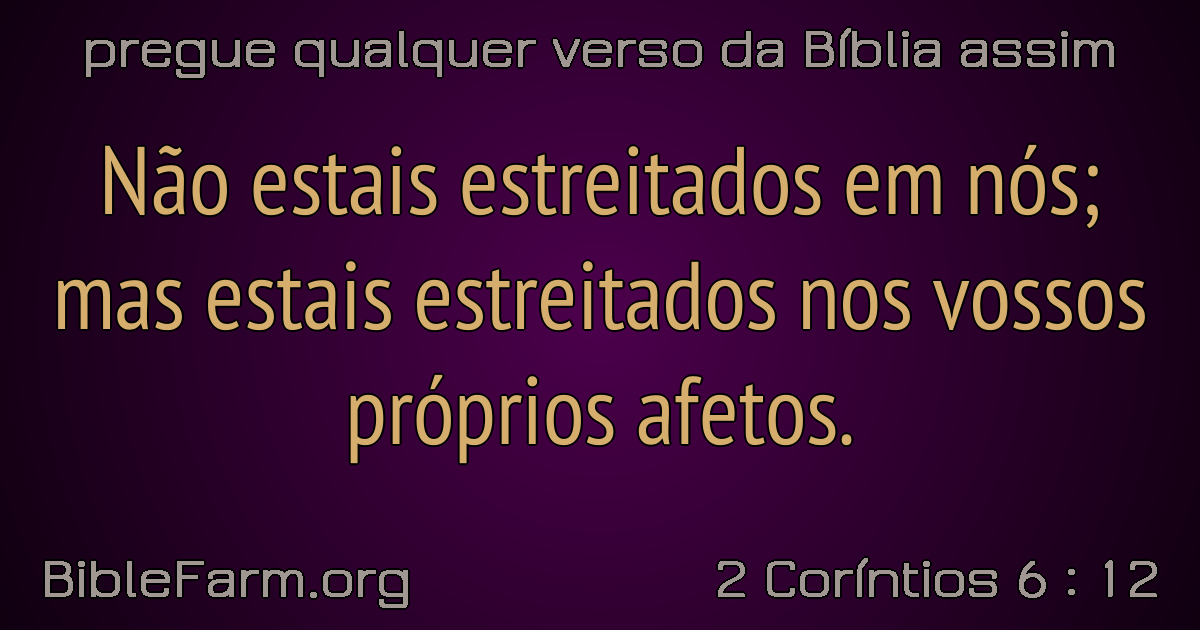 pregue qualquer verso da Bíblia assim
Não estais estreitados em nós;
mas estais estreitados nos vossos
próprios afetos.
BibleFarm.org
2 Coríntios 6 : 12